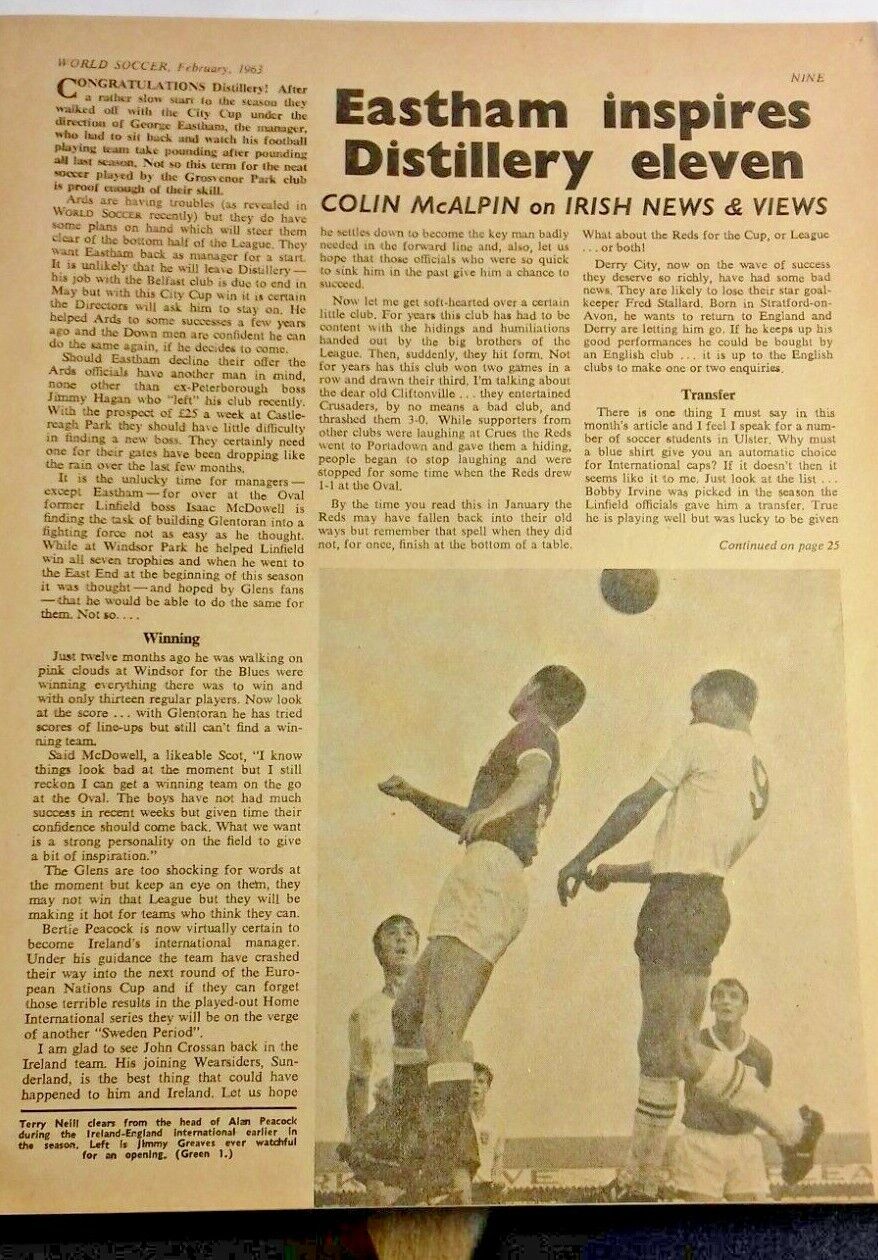 WORLD SOCCER, February, 1963
NINE
Eastham inspires
Distillery eleven
COLIN McALPIN on IRISH NEWS & VIEWS
CONGRATULATIONS Distillery! After
a rather slow start to the season they
walked off with the City Cup under the
direction of George Eastham, the manager,
who had to sit back and watch his football
playing team take pounding after pounding
all last season. Not so this term for the neat
soccer played by the Grosvenor Park club
is proof enough of their skill.
Ards are having troubles (as revealed in
WORLD SOCCER recently) but they do have
some plans on hand which will steer them
clear of the bottom half of the League. They
want Eastham back as manager for a start.
It is unlikely that he will leave Distillery—
his job with the Belfast club is due to end in
May but with this City Cup win it is certain
the Directors will ask him to stay on. He
helped Ards to some successes a few years
ago and the Down men are confident he can
do the same again, if he decides to come.
Should Eastham decline their offer the
Ards officials have another man in mind,
none other than ex-Peterborough boss
Jimmy Hagan who "left" his club recently.
With the prospect of £25 a week at Castle-
reagh Park they should have little difficulty
in finding a new boss. They certainly need
one for their gates have been dropping like
the rain over the last few months.
It is the unlucky time for managers—
except Eastham—for over at the Oval
former Linfield boss Isaac McDowell is
finding the task of building Glentoran into a
fighting force not as easy as he thought.
While at Windsor Park he helped Linfield
win all seven trophies and when he went to
the East End at the beginning of this season
it was thought—and hoped by Glens fans
—that he would be able to do the same for
them. Not so....
Winning
Just twelve months ago he was walking on
pink clouds at Windsor for the Blues were
winning everything there was to win and
with only thirteen regular players. Now look
at the score ... with Glentoran he has tried
scores of line-ups but still can't find a win-
ning team.
Said McDowell, a likeable Scot, "I know
things look bad at the moment but I still
reckon I can get a winning team on the go
at the Oval. The boys have not had much
success in recent weeks but given time their
confidence should come back. What we want
is a strong personality on the field to give
a bit of inspiration."
The Glens are too shocking for words at
the moment but keep an eye on them, they
may not win that League but they will be
making it hot for teams who think they can.
Bertie Peacock is now virtually certain to
become Ireland's international manager.
Under his guidance the team have crashed
their way into the next round of the Euro-
pean Nations Cup and if they can forget
those terrible results in the played-out Home
International series they will be on the verge
of another "Sweden Period".
I am glad to see John Crossan back in the
Ireland team. His joining Wearsiders, Sun-
derland, is the best thing that could have
happened to him and Ireland. Let us hope
he settles down to become the key man badly
needed in the forward line and, also, let us
hope that those officials who were so quick
to sink him in the past give him a chance to
succeed.
Now let me get soft-hearted over a certain
little club. For years this club has had to be
content with the hidings and humiliations
handed out by the big brothers of the
League. Then, suddenly, they hit form. Not
for years has this club won two games in a
row and drawn their third. I'm talking about
the dear old Cliftonville ... they entertained
Crusaders, by no means a bad club, and
thrashed them 3-0. While supporters from
other clubs were laughing at Crues the Reds
went to Portadown and gave them a hiding,
people began to stop laughing and were
stopped for some time when the Reds drew
1-1 at the Oval.
By the time you read this in January the
Reds may have fallen back into their old
ways but remember that spell when they did
not, for once, finish at the bottom of a table.
What about the Reds for the Cup, or League
... or both!
Derry City, now on the wave of success
they deserve so richly, have had some bad
news. They are likely to lose their star goal-
keeper Fred Stallard. Born in Stratford-on-
Avon, he wants to return to England and
Derry are letting him go. If he keeps up his
good performances he could be bought by
an English club ... it is up to the English
clubs to make one or two enquiries.
Transfer
There is one thing I must say in this
month's article and I feel I speak for a num-
ber of soccer students in Ulster. Why must
a blue shirt give you an automatic choice
for International caps? If it doesn't then it
seems like it to me. Just look at the list ...
Bobby Irvine was picked in the season the
Linfield officials gave him a transfer. True
he is playing well but was lucky to be given
Continued on page 25
9
Terry Neill clears from the head of Alan Peacock
during the Ireland-England international earlier in
the season. Left is Jimmy Greaves ever watchful
for an opening. (Green 1.)